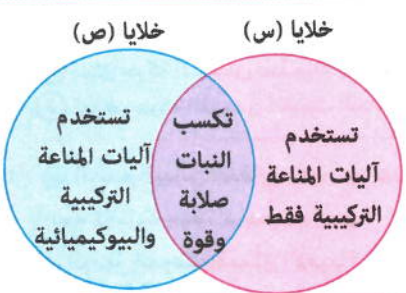 خلايا (س)
خلايا (ص)
تستخدم
آليات المناعة
التركيبية فقط
تكسب
النبات
صلابة
وقوة
تستخدم
آليات المناعة
التركيبية
والبيوكيميائية